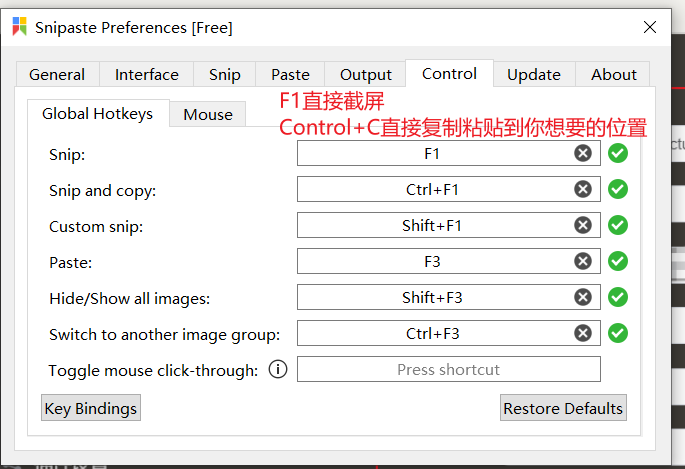 Snipaste Preferences [Free]
General Interface Snip Paste Output Control Update About
Global Hotkeys Mouse
F1直接截屏
Control+C直接复制粘贴到你想要的位置
Snip: F1
Snip and copy: Ctrl+F1
Custom snip: Shift+F1
Paste: F3
Hide/Show all images: Shift+F3
Switch to another image group: Ctrl+F3
Toggle mouse click-through: Press shortcut
Key Bindings Restore Defaults